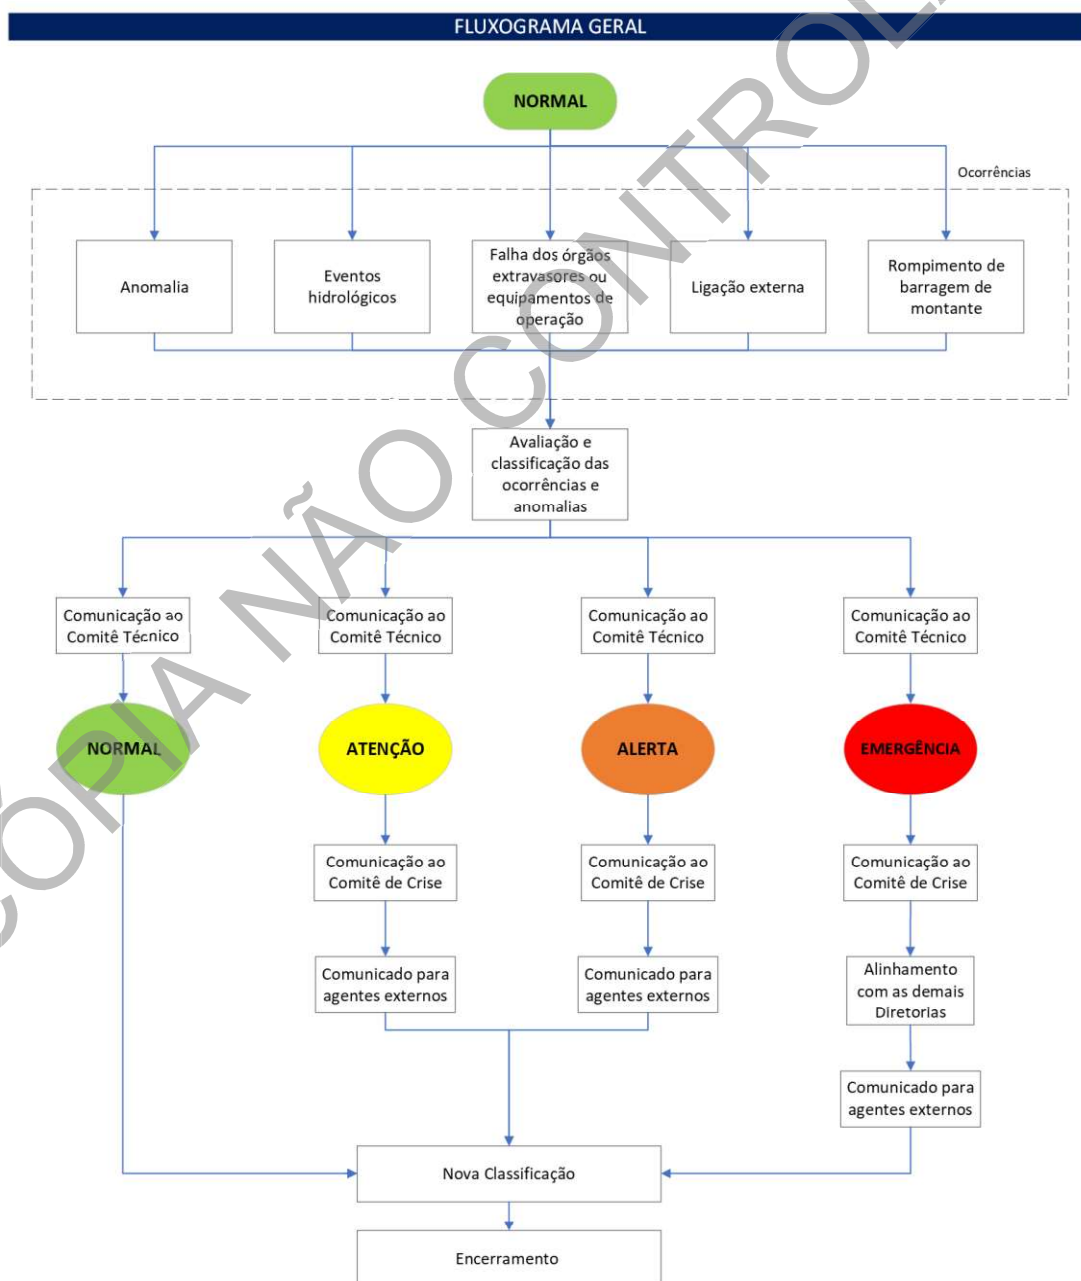 FLUXOGRAMA GERAL
NORMAL
Ocorrências
Anomalia
Eventos
hidrológicos
Falha dos órgãos
extravasores ou
equipamentos de
operação
Ligação externa
Rompimento de
barragem de
montante
Avaliação e
classificação das
ocorrências e
anomalias
Comunicação ao
Comitê Técnico
Comunicação ao
Comitê Técnico
Comunicação ao
Comitê Técnico
Comunicação ao
Comitê Técnico
NORMAL
ATENÇÃO
ALERTA
EMERGÊNCIA
Comunicação ao
Comitê de Crise
Comunicação ao
Comitê de Crise
Comunicação ao
Comitê de Crise
Comunicado para
agentes externos
Comunicado para
agentes externos
Alinhamento
com as demais
Diretorias
Comunicado para
agentes externos
Nova Classificação
Encerramento
CÓPIA NÃO CONTROL